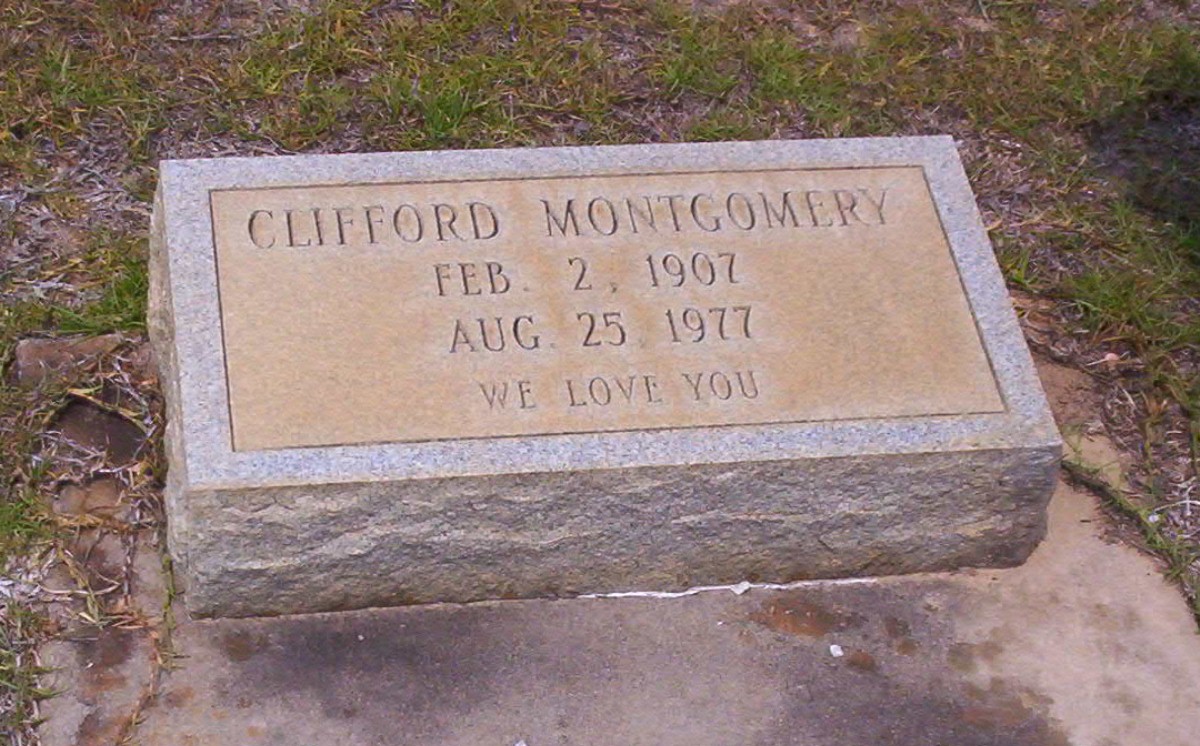 CLIFFORD MONTGOMERY
FEB. 2, 1907
AUG. 25, 1977
WE LOVE YOU